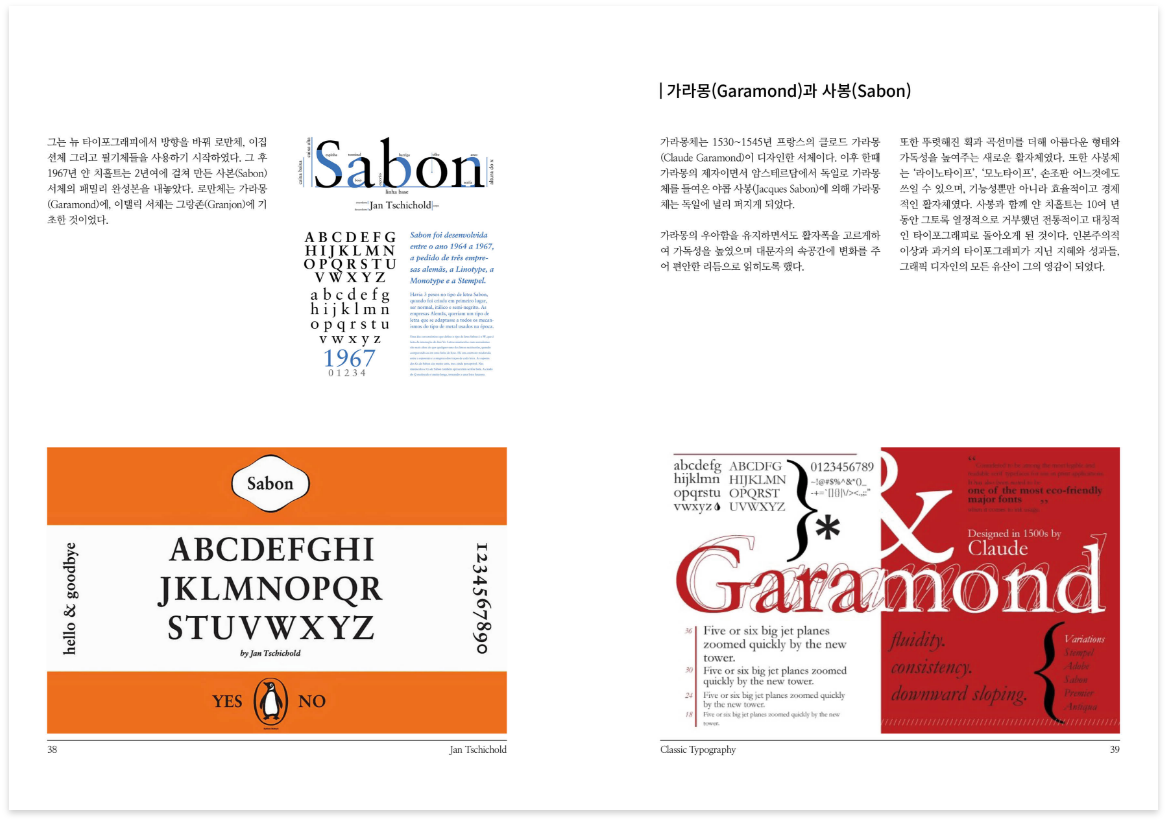 그는 뉴 타이포그래피에서 방향을 바꿔 로만체, 이집
션체 그리고 필기체들을 사용하기 시작하였다. 그 후
1967년 얀 치홀트는 2년여에 걸쳐 만든 사본(Sabon)
서체의 패밀리 완성본을 내놓았다. 로만체는 가라몽
(Garamond)에, 이탤릭 서체는 그랑죤(Granjon)에 기
초한 것이었다.
Sabon
linha base
Jan Tschichold
ABCDEFG
HIJKLMN
OPQRSTU
VWXYZ
abcdefg
hijklmn
opqrstu
vwxyz
1967
01234
Sabon foi desenvolvida
entre o ano 1964 a 1967,
a pedido de três empre-
sas alemãs, a Linotype, a
Monotype e a Stempel.
Sabon
hello & goodbye
ABCDEFGHI
JKLMNOPQR
STUVWXYZ
by Jan Tschichold
1234567890
YES NO
38
Jan Tschichold
가라몽(Garamond)과 사봉(Sabon)
가라몽체는 1530~1545년 프랑스의 클로드 가라몽
(Claude Garamond)이 디자인한 서체이다. 이후 한때
가라몽의 제자이면서 암스테르담에서 독일로 가라몽
체를 들여온 야콥 사봉(Jacques Sabon)에 의해 가라몽
체는 독일에 널리 퍼지게 되었다.
가라몽의 우아함을 유지하면서도 활자폭을 고르게하
여 가독성을 높였으며 대문자의 속공간에 변화를 주
어 편안한 리듬으로 읽히도록 했다.
또한 뚜렷해진 획과 곡선미를 더해 아름다운 형태와
가독성을 높여주는 새로운 활자체였다. 또한 사봉체
는 '라이노타이프', '모노타이프', 손조판 어느것에도
쓰일 수 있으며, 기능성뿐만 아니라 효율적이고 경제
적인 활자체였다. 사봉과 함께 얀 치홀트는 10여 년
동안 그토록 열정적으로 거부했던 전통적이고 대칭적
인 타이포그래피로 돌아오게 된 것이다. 인본주의적
이상과 과거의 타이포그래피가 지닌 지혜와 성과들,
그래픽 디자인의 모든 유산이 그의 영감이 되었다.
abcdefg
hijklmn
opqrstu
vwxyz
ABCDFG
HIJKLMN
OPQRST
UVWXYZ
}
0123456789
*
&
one of the most eco-friendly
major fonts
Designed in 1500s by
Claude
Garamond
36 Five or six big jet planes
zoomed quickly by the new
tower.
30 Five or six big jet planes zoomed
quickly by the new tower.
24 Five or six big jet planes zoomed quickly
by the new tower.
18 Five or six big jet planes zoomed quickly by the new
tower.
fluidity.
consistency.
downward sloping.
{
Variations
Stempel
Adobe
Sabon
Premier
Antiqua
Classic Typography
39